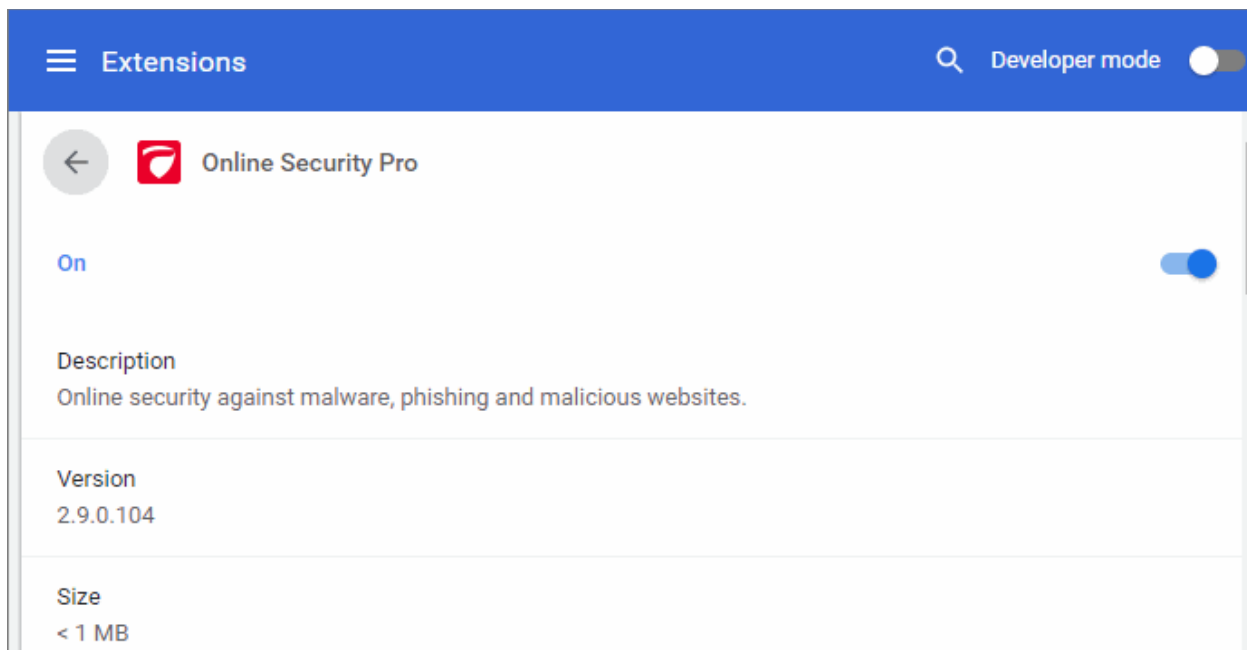 Extensions
Developer mode
Online Security Pro
On
Description
Online security against malware, phishing and malicious websites.
Version
2.9.0.104
Size
< 1 MB